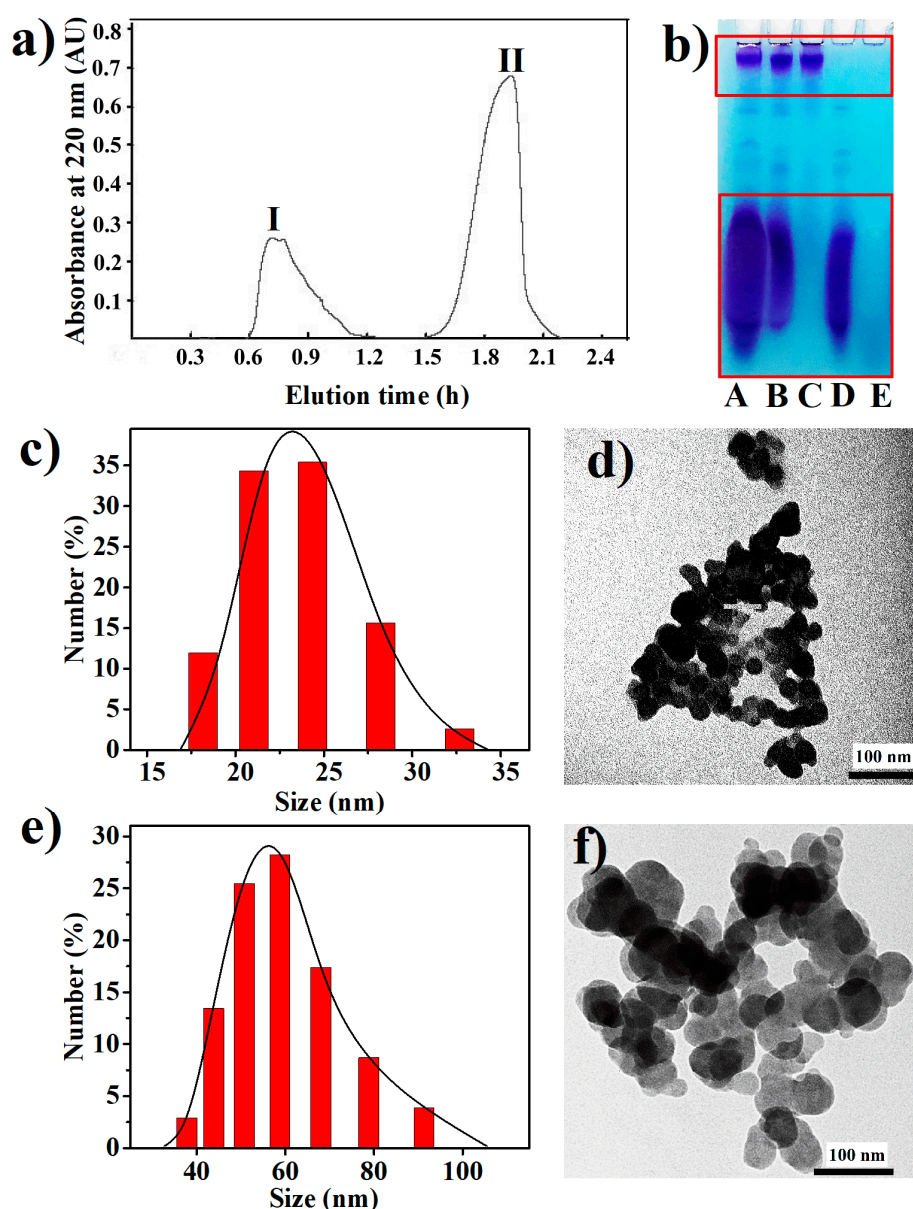 a)
Absorbance at 220 nm (AU)
0.8
0.7
0.6
0.5
0.4
0.3
0.2
0.1
I
II
0.3 0.6 0.9 1.2 1.5 1.8 2.1 2.4
Elution time (h)
b)
A B C D E
c)
Number (%)
35
30
25
20
15
10
5
0
15 20 25 30 35
Size (nm)
d)
100 nm
e)
Number (%)
30
25
20
15
10
5
0
40 60 80 100
Size (nm)
f)
100 nm